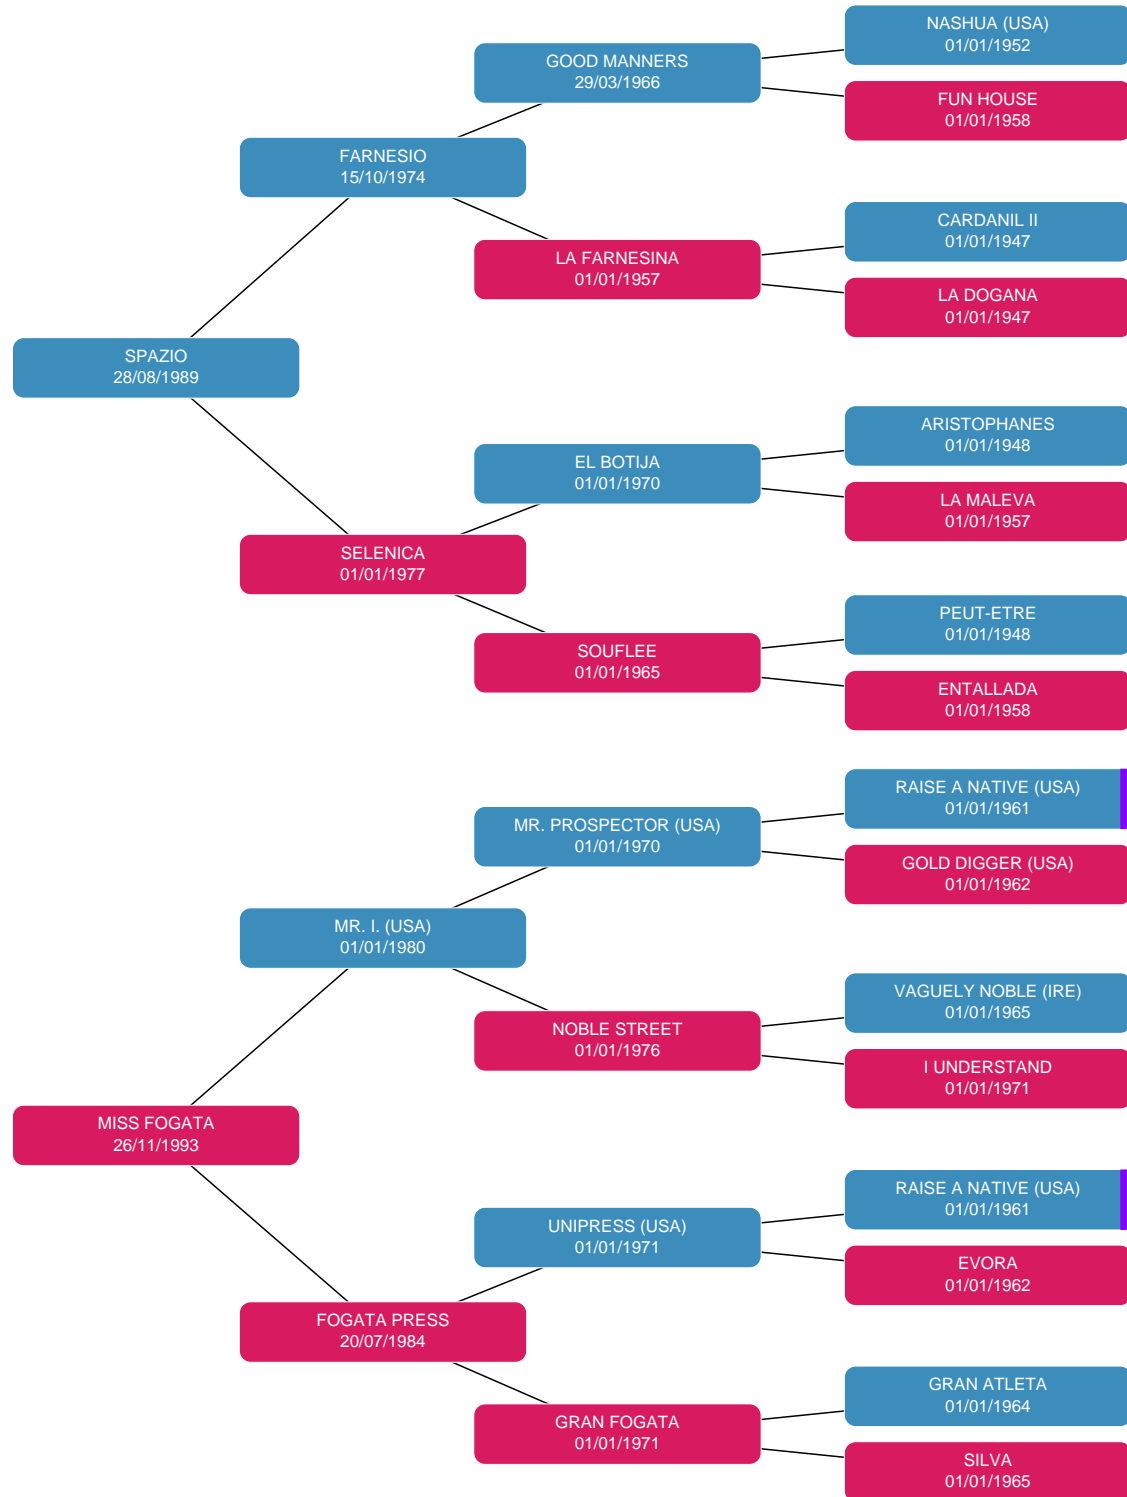 NASHUA (USA)
01/01/1952
GOOD MANNERS
29/03/1966
FUN HOUSE
01/01/1958
FARNESIO
15/10/1974
CARDANIL II
01/01/1947
LA FARNESINA
01/01/1957
LA DOGANA
01/01/1947
SPAZIO
28/08/1989
ARISTOPHANES
01/01/1948
EL BOTIJA
01/01/1970
LA MALEVA
01/01/1957
SELENICA
01/01/1977
PEUT-ETRE
01/01/1948
SOUFLEE
01/01/1965
ENTALLADA
01/01/1958
RAISE A NATIVE (USA)
01/01/1961
MR. PROSPECTOR (USA)
01/01/1970
GOLD DIGGER (USA)
01/01/1962
MR. I. (USA)
01/01/1980
VAGUELY NOBLE (IRE)
01/01/1965
NOBLE STREET
01/01/1976
I UNDERSTAND
01/01/1971
MISS FOGATA
26/11/1993
RAISE A NATIVE (USA)
01/01/1961
UNIPRESS (USA)
01/01/1971
EVORA
01/01/1962
FOGATA PRESS
20/07/1984
GRAN ATLETA
01/01/1964
GRAN FOGATA
01/01/1971
SILVA
01/01/1965